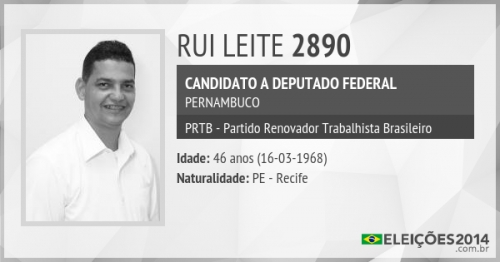 RUI LEITE 2890
CANDIDATO A DEPUTADO FEDERAL
PERNAMBUCO
PRTB - Partido Renovador Trabalhista Brasileiro
Idade: 46 anos (16-03-1968)
Naturalidade: PE - Recife
ELEIÇÕES2014
.com.br